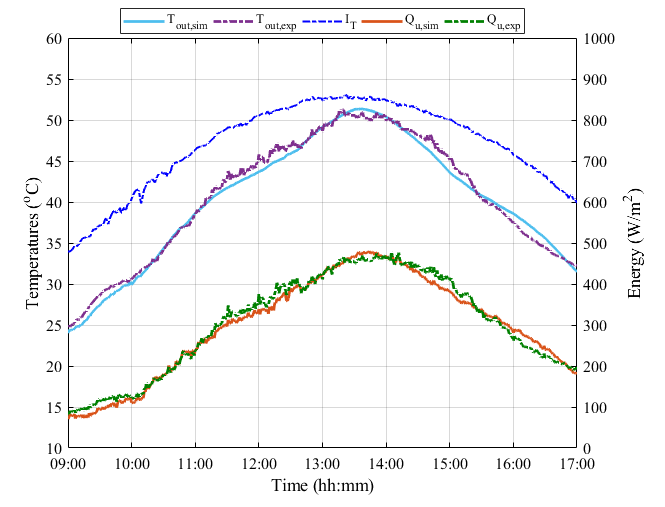 T_out,sim T_out,exp I_T Q_u,sim Q_u,exp
60 1000
55 900
50 800
45 700
40 600
35 500
30 400
25 300
20 200
15 100
10 0
Temperatures (°C)
Energy (W/m²)
09:00 10:00 11:00 12:00 13:00 14:00 15:00 16:00 17:00
Time (hh:mm)